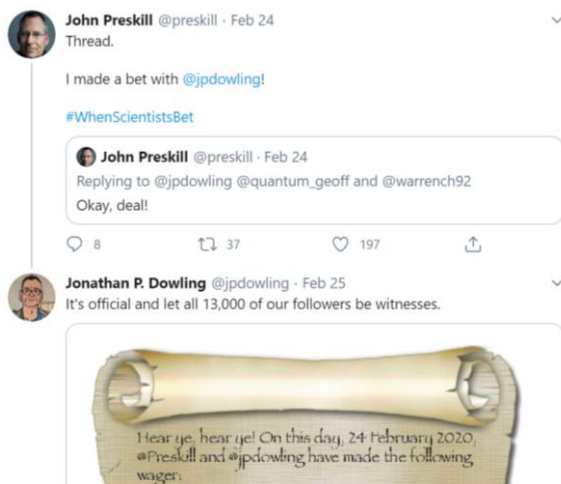 John Preskill @preskill · Feb 24
Thread.
I made a bet with @jpdowling!
#WhenScientistsBet
John Preskill @preskill · Feb 24
Replying to @jpdowling @quantum_geoff and @warrench92
Okay, deal!
8 37 197
Jonathan P. Dowling @jpdowling · Feb 25
It's official and let all 13,000 of our followers be witnesses.
Hear ye, hear ye! On this day, 24 February 2020,
@Preskill and @jpdowling have made the following
wager: